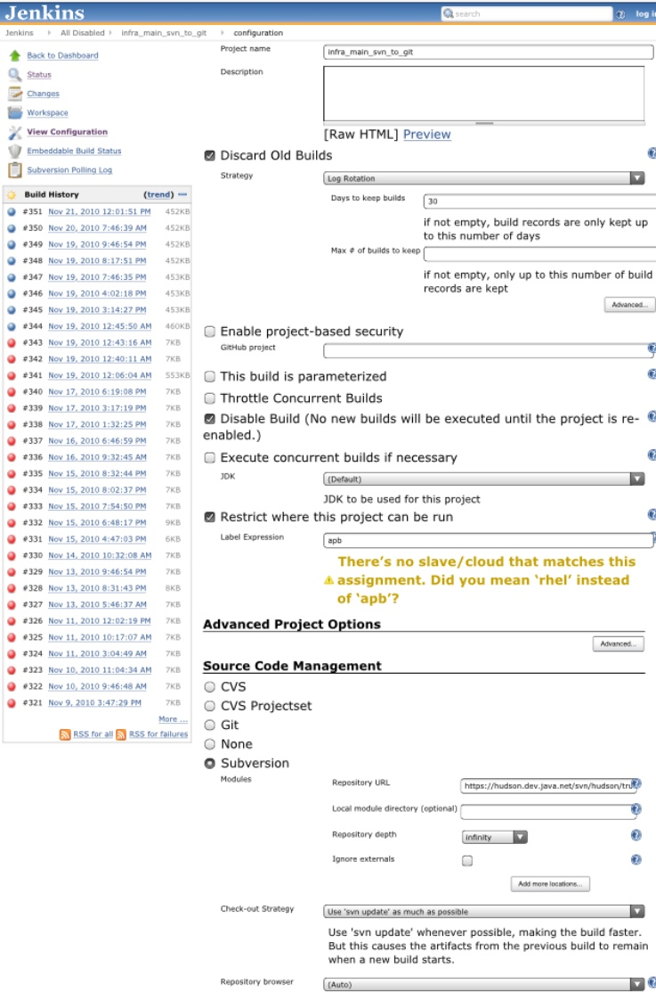 Jenkins
search
log in
Jenkins
All Disabled
infra_main_svn_to_git
configuration
Back to Dashboard
Status
Changes
Workspace
View Configuration
Embeddable Build Status
Subversion Polling Log
Build History (trend)
#351 Nov 21, 2010 12:01:51 PM 452KB
#350 Nov 20, 2010 7:46:39 AM 452KB
#349 Nov 19, 2010 9:46:54 PM 452KB
#348 Nov 19, 2010 8:17:51 PM 452KB
#347 Nov 19, 2010 7:46:35 PM 453KB
#346 Nov 19, 2010 4:02:18 PM 453KB
#345 Nov 19, 2010 3:14:27 PM 453KB
#344 Nov 19, 2010 12:45:50 AM 460KB
#343 Nov 19, 2010 12:43:16 AM 7KB
#342 Nov 19, 2010 12:40:11 AM 7KB
#341 Nov 19, 2010 12:06:04 AM 553KB
#340 Nov 17, 2010 6:19:08 PM 7KB
#339 Nov 17, 2010 3:17:19 PM 7KB
#338 Nov 17, 2010 1:32:25 PM 7KB
#337 Nov 16, 2010 6:46:59 PM 7KB
#336 Nov 16, 2010 9:32:45 AM 7KB
#335 Nov 15, 2010 8:32:44 PM 7KB
#334 Nov 15, 2010 8:02:37 PM 7KB
#333 Nov 15, 2010 7:54:50 PM 7KB
#332 Nov 15, 2010 6:48:17 PM 9KB
#331 Nov 15, 2010 4:47:03 PM 6KB
#330 Nov 14, 2010 10:32:08 AM 7KB
#329 Nov 13, 2010 9:46:54 PM 7KB
#328 Nov 13, 2010 8:31:43 PM 8KB
#327 Nov 13, 2010 5:46:37 AM 7KB
#326 Nov 11, 2010 12:02:19 PM 7KB
#325 Nov 11, 2010 10:17:07 AM 7KB
#324 Nov 11, 2010 3:04:49 AM 7KB
#323 Nov 10, 2010 11:04:34 AM 7KB
#322 Nov 10, 2010 9:46:48 AM 7KB
#321 Nov 9, 2010 3:47:29 PM 7KB
More ...
RSS for all RSS for failures
Project name
infra_main_svn_to_git
Description
[Raw HTML] Preview
Discard Old Builds
Strategy
Log Rotation
Days to keep builds
30
if not empty, build records are only kept up
to this number of days
Max # of builds to keep
if not empty, only up to this number of build
records are kept
Advanced...
Enable project-based security
GitHub project
This build is parameterized
Throttle Concurrent Builds
Disable Build (No new builds will be executed until the project is re-
enabled.)
Execute concurrent builds if necessary
JDK
(Default)
JDK to be used for this project
Restrict where this project can be run
Label Expression
apb
There's no slave/cloud that matches this
assignment. Did you mean 'rhel' instead
of 'apb'?
Advanced Project Options
Advanced...
Source Code Management
CVS
CVS Projectset
Git
None
Subversion
Modules
Repository URL
https://hudson.dev.java.net/svn/hudson/tru
Local module directory (optional)
Repository depth
infinity
Ignore externals
Add more locations...
Check-out Strategy
Use 'svn update' as much as possible
Use 'svn update' whenever possible, making the build faster.
But this causes the artifacts from the previous build to remain
when a new build starts.
Repository browser
(Auto)